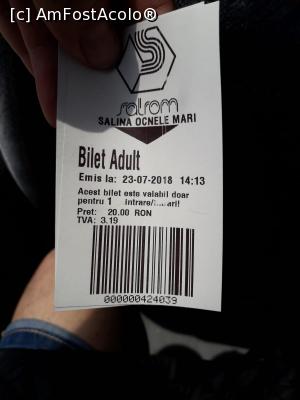 [c] AmFostAcolo®
salrom
SALINA OCNELE MARI
Bilet Adult
Emis la: 23-07-2018 14:13
Acest bilet este valabil doar
pentru 1 intrare/
Pret: 20.00 RON
TVA: 3.19
000000424039